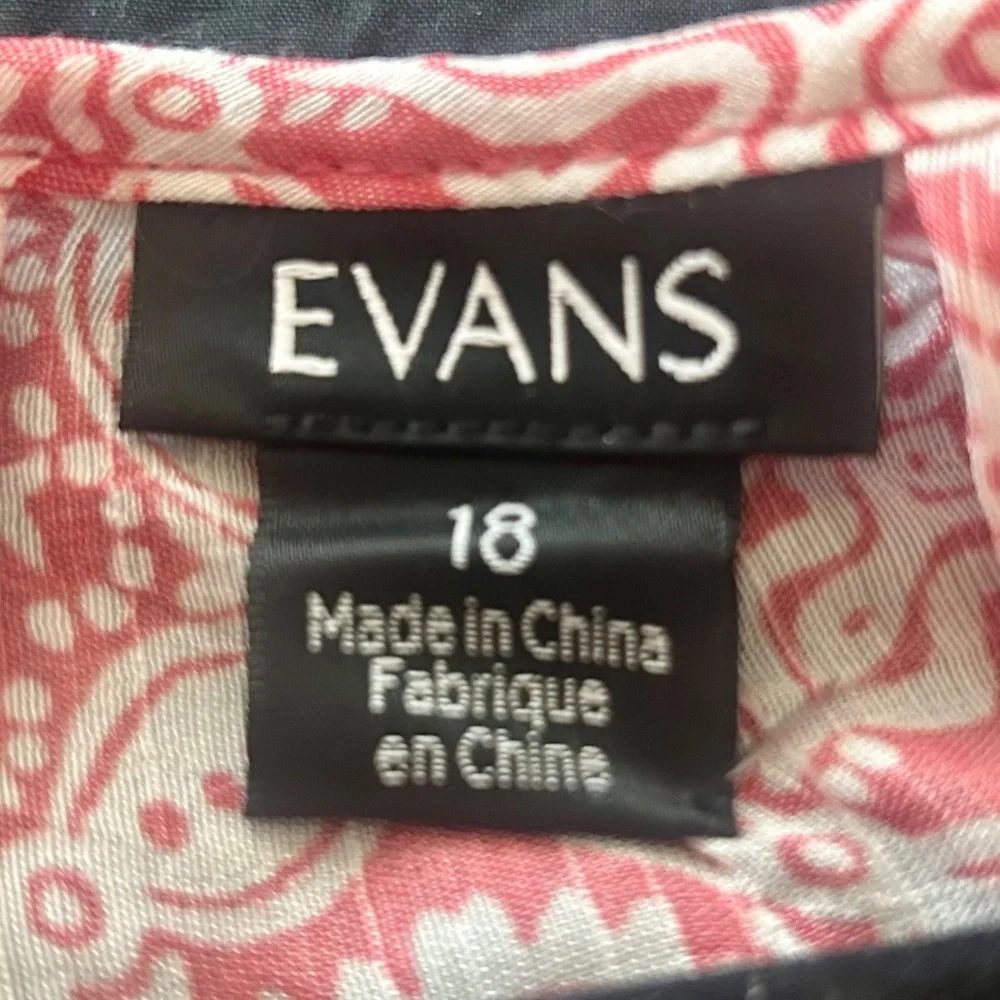 EVANS
18
Made in China
Fabrique
en Chine